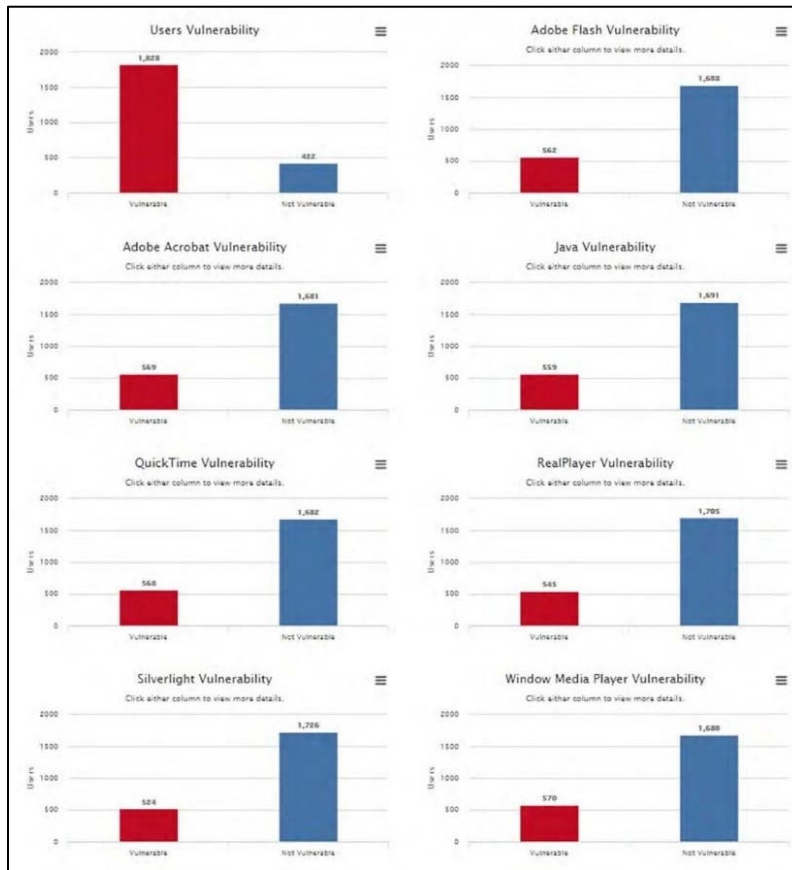 Users Vulnerability
2000
1,828
1500
1000
500
422
0
Users
Vulnerable
Not Vulnerable
Adobe Flash Vulnerability
Click either column to view more details.
2000
1,688
1500
1000
562
500
0
Users
Vulnerable
Not Vulnerable
Adobe Acrobat Vulnerability
Click either column to view more details.
2000
1,681
1500
1000
569
500
0
Users
Vulnerable
Not Vulnerable
Java Vulnerability
Click either column to view more details.
2000
1,691
1500
1000
559
500
0
Users
Vulnerable
Not Vulnerable
QuickTime Vulnerability
Click either column to view more details.
2000
1,682
1500
1000
568
500
0
Users
Vulnerable
Not Vulnerable
RealPlayer Vulnerability
Click either column to view more details.
2000
1,705
1500
1000
545
500
0
Users
Vulnerable
Not Vulnerable
Silverlight Vulnerability
Click either column to view more details.
2000
1,726
1500
1000
524
500
0
Users
Vulnerable
Not Vulnerable
Window Media Player Vulnerability
Click either column to view more details.
2000
1,680
1500
1000
570
500
0
Users
Vulnerable
Not Vulnerable